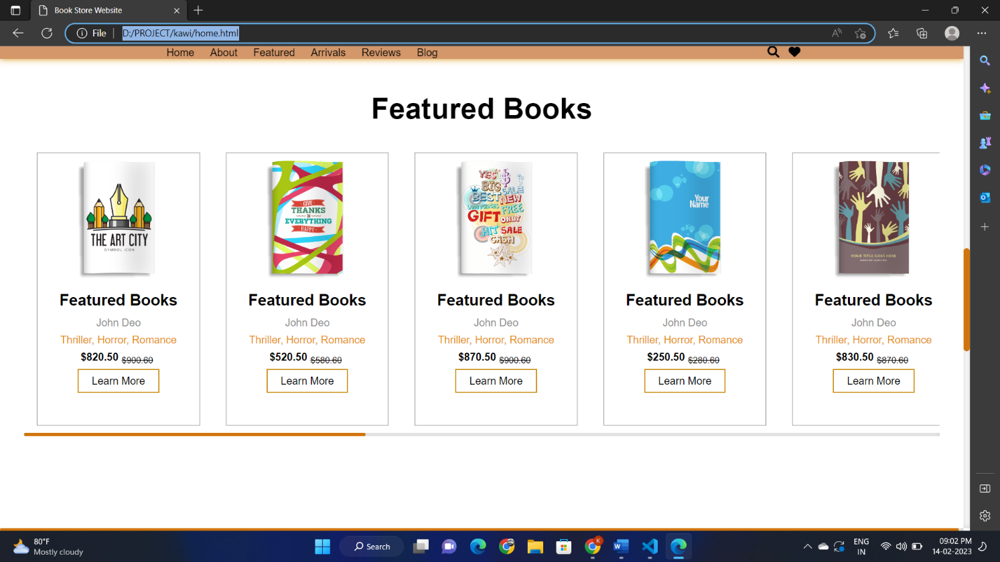 Book Store Website
File
D:/PROJECT/kawi/home.html
Home About Featured Arrivals Reviews Blog
Featured Books
THE ART CITY
SYMBOL ICON
GIVE
THANKS
IN
EVERYTHING
HAPPY
YES
BIG
$
SALE
BEST
NEW
LOW PRICES
FREE
GIFT
ONLY
HIT SALE
CASH
Your
Name
YOUR TITLE GOES HERE
Featured Books Featured Books Featured Books Featured Books Featured Books
John Deo John Deo John Deo John Deo John Deo
Thriller, Horror, Romance Thriller, Horror, Romance Thriller, Horror, Romance Thriller, Horror, Romance Thriller, Horror, Romance
$820.50 $900.60 $520.50 $580.60 $870.50 $900.60 $250.50 $280.60 $830.50 $870.60
Learn More Learn More Learn More Learn More Learn More
80°F
Mostly cloudy
Search
K
W
ENG
IN
09:02 PM
14-02-2023